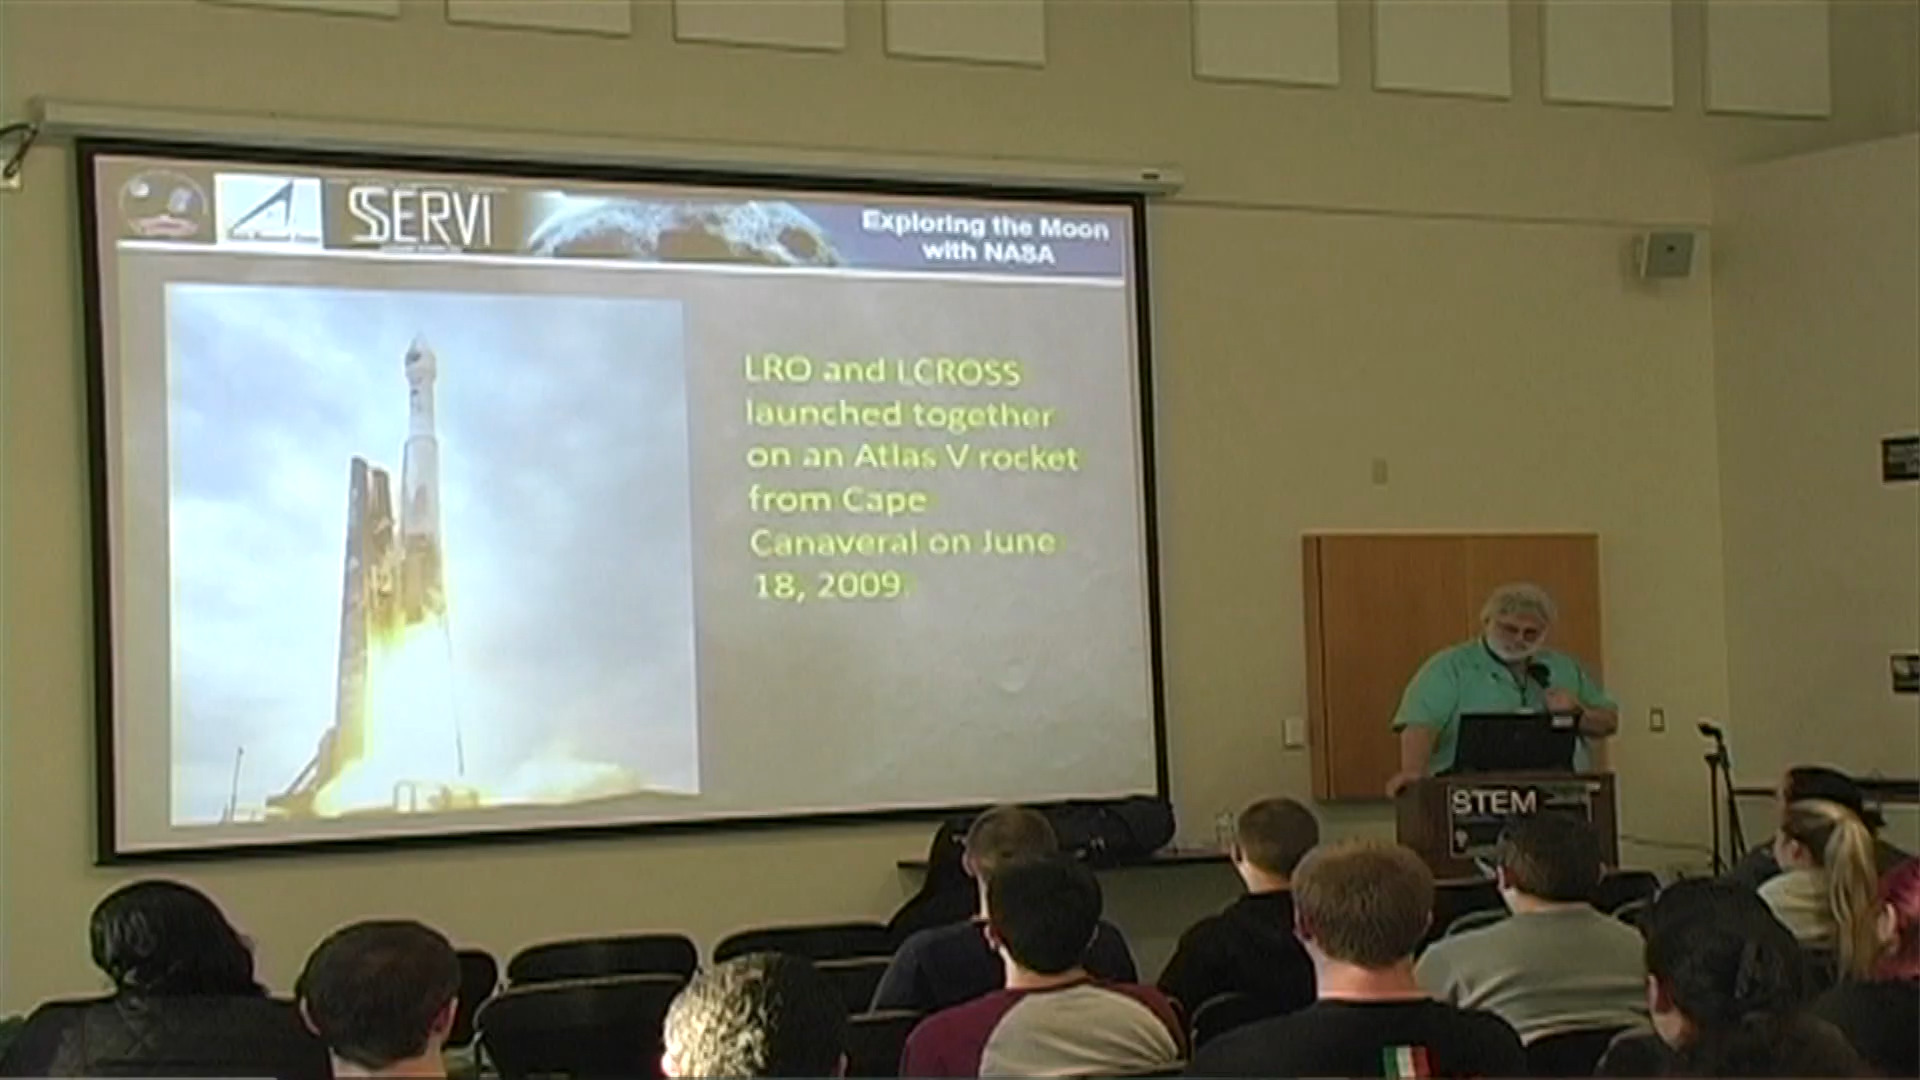 SSERVI
Exploring the Moon
with NASA
LRO and LCROSS
launched together
on an Atlas V rocket
from Cape
Canaveral on June
18, 2009.
STEM